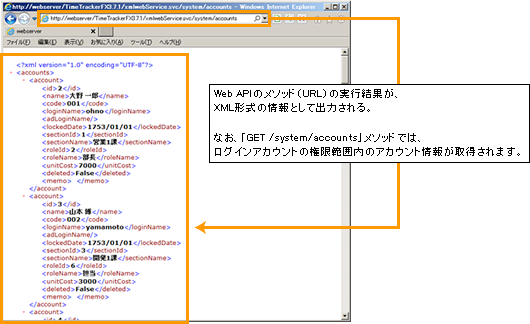 http://webserver/TimeTrackerFX3.7.1/xmlwebService.svc/system/accounts - Windows Internet Explorer
http://webserver/TimeTrackerFX3.7.1/xmlwebService.svc/system/accounts
webserver
ファイル(F) 編集(E) 表示(V) お気に入り(A) ツール(T) ヘルプ(H)
<?xml version="1.0" encoding="UTF-8"?>
- <accounts>
- <account>
<id>2</id>
<name>大野 一郎</name>
<code>001</code>
<loginName>ohno</loginName>
<adLoginName/>
<lockedDate>1753/01/01</lockedDate>
<sectionId>1</sectionId>
<sectionName>営業1課</sectionName>
<roleId>2</roleId>
<roleName>部長</roleName>
<unitCost>7000</unitCost>
<deleted>False</deleted>
<memo> </memo>
</account>
- <account>
<id>3</id>
<name>山本 博</name>
<code>002</code>
<loginName>yamamoto</loginName>
<adLoginName/>
<lockedDate>1753/01/01</lockedDate>
<sectionId>3</sectionId>
<sectionName>開発1課</sectionName>
<roleId>6</roleId>
<roleName>担当</roleName>
<unitCost>3000</unitCost>
<deleted>False</deleted>
<memo> </memo>
</account>
- <account>
Web APIのメソッド（URL）の実行結果が、
XML形式の情報として出力される。
なお、「GET /system/accounts」メソッドでは、
ログインアカウントの権限範囲内のアカウント情報が取得されます。